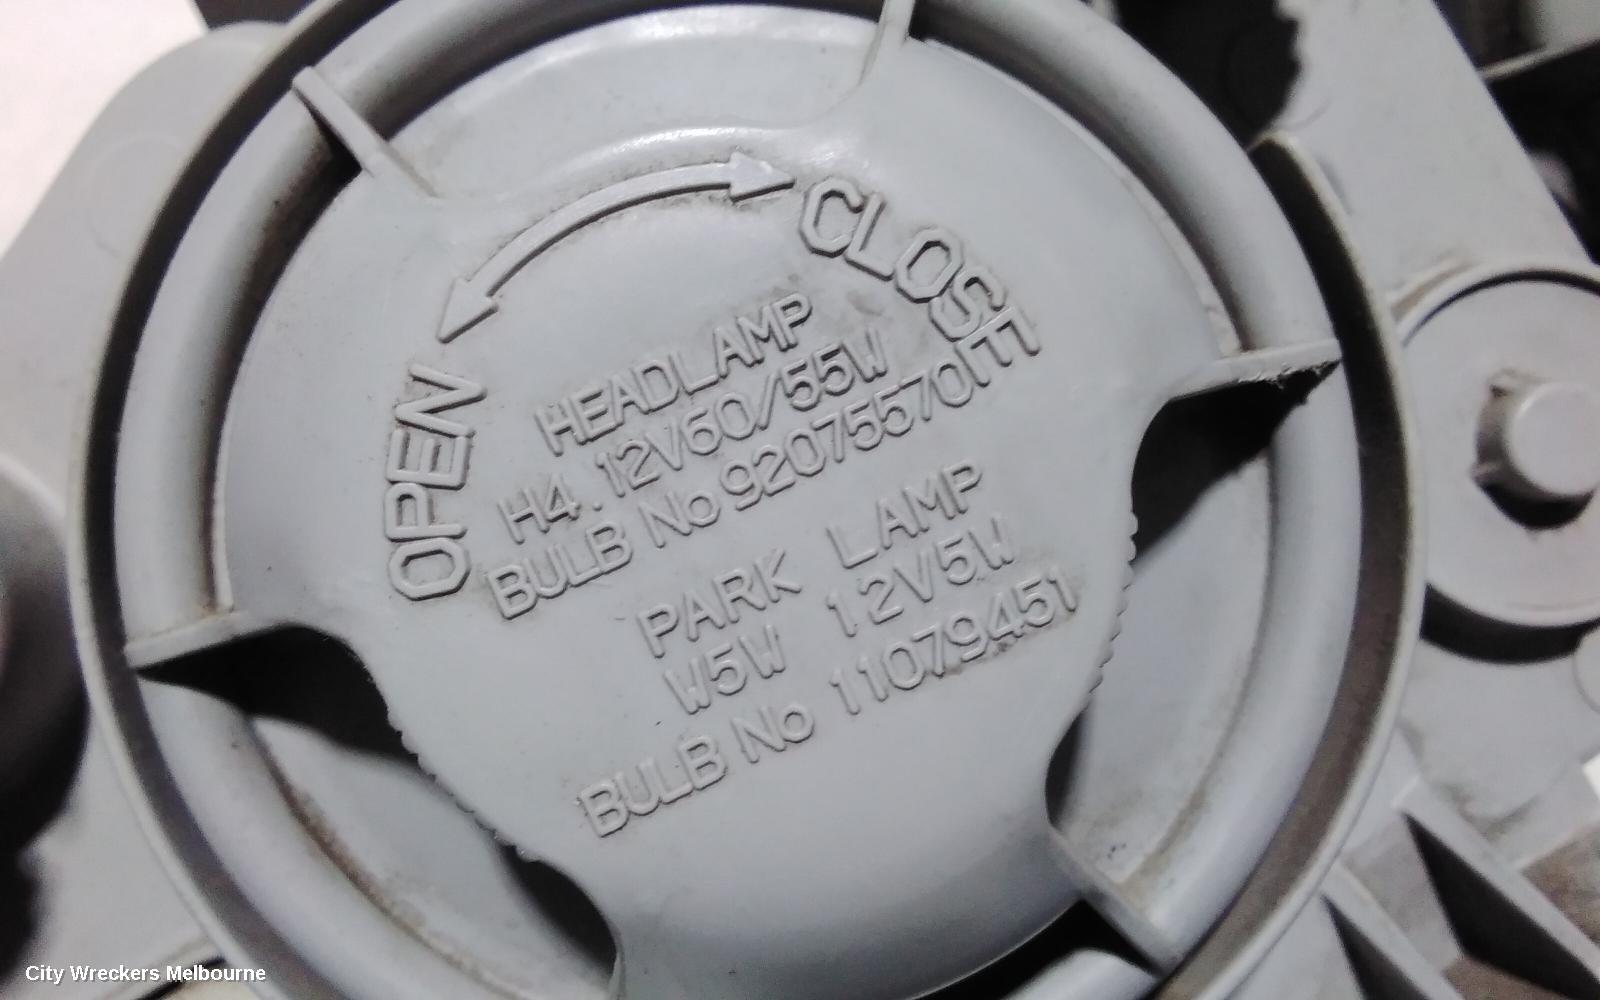 OPEN
CLOSE
HEADLAMP
H4. 12V60/55W
BULB No 92075570
PARK LAMP
W5W 12V5W
BULB No 11079451
City Wreckers Melbourne